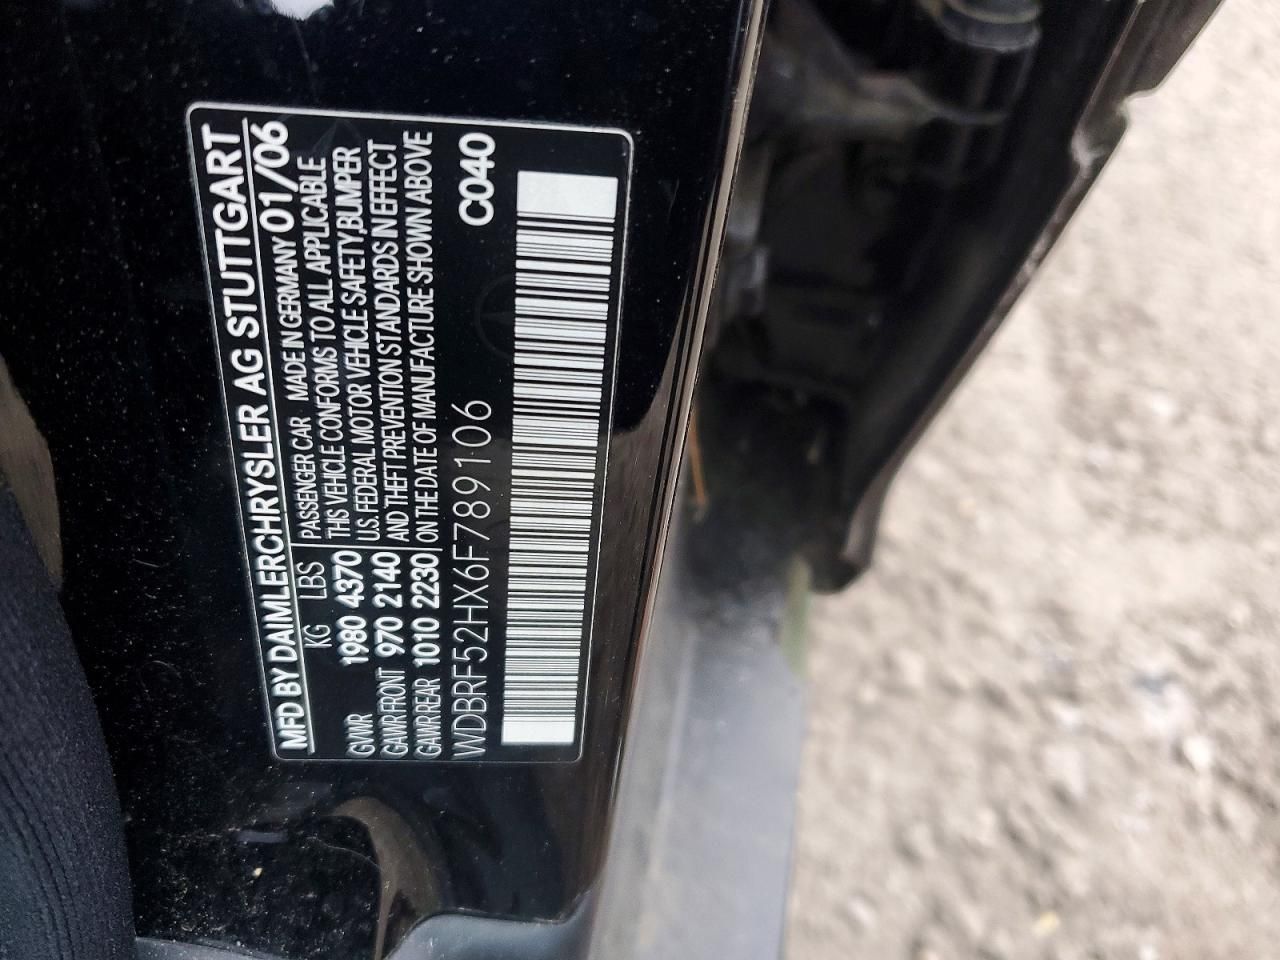 MFD BY DAIMLERCHRYSLER AG STUTTGART
KG LBS PASSENGER CAR MADE IN GERMANY 01/06
GVWR 1980 4370 THIS VEHICLE CONFORMS TO ALL APPLICABLE
U.S. FEDERAL MOTOR VEHICLE SAFETY,BUMPER
GAWR FRONT 970 2140 AND THEFT PREVENTION STANDARDS IN EFFECT
GAWR REAR 1010 2230 ON THE DATE OF MANUFACTURE SHOWN ABOVE
WDBRF52HX6F789106 C040